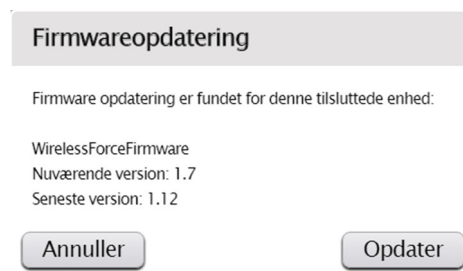 Firmwareopdatering
Firmware opdatering er fundet for denne tilsluttede enhed:
WirelessForceFirmware
Nuværende version: 1.7
Seneste version: 1.12
Annuller
Opdater